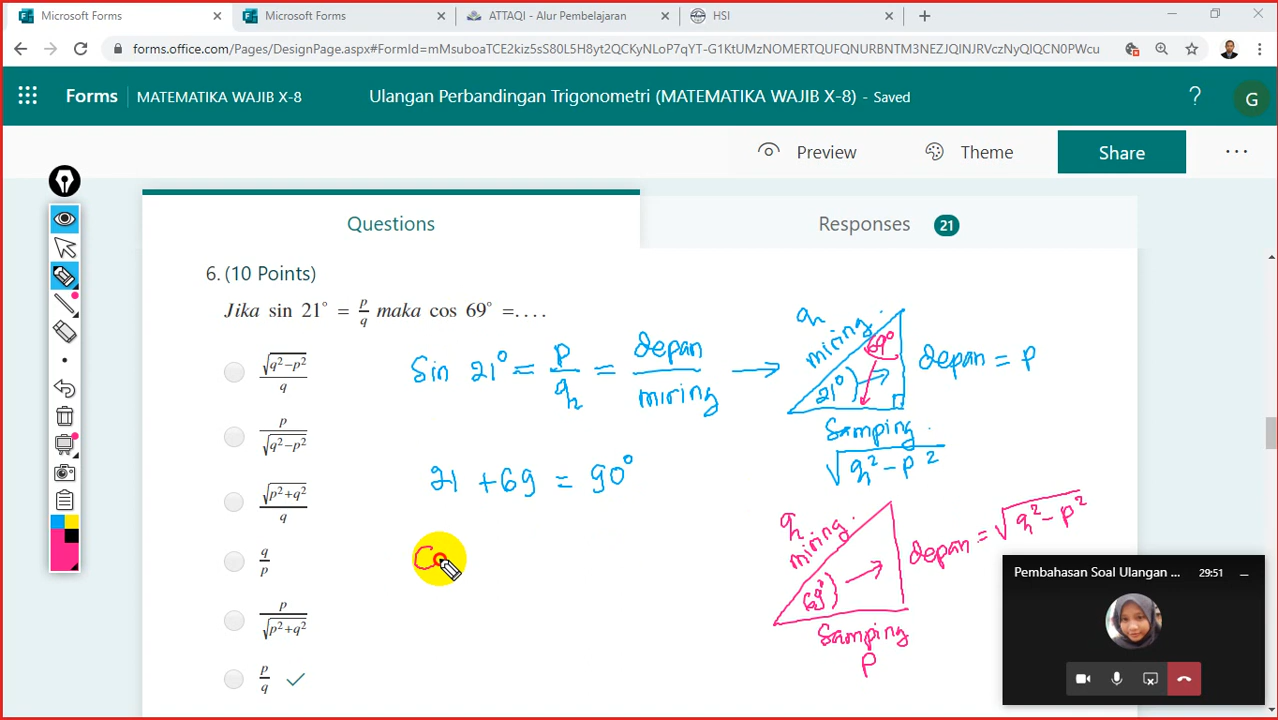 Microsoft Forms
Microsoft Forms
ATTAQI - Alur Pembelajaran
HSI
forms.office.com/Pages/DesignPage.aspx#FormId=mMsuboaTCE2kiz5sS80L5H8yt2QCKyNLoP7qYT-G1KtUMzNOMERTQUFQNURBNTM3NEZJQlNJRVczNyQlQCN0PWcu
Forms
MATEMATIKA WAJIB X-8
Ulangan Perbandingan Trigonometri (MATEMATIKA WAJIB X-8) - Saved
?
G
Preview
Theme
Share
...
Questions
Responses 21
6. (10 Points)
Jika sin 21° = p/q maka cos 69° =....
√(q²−p²)/q
p/√(q²−p²)
√(p²+q²)/q
q/p
p/√(p²+q²)
p/q
Sin 21° = p/q = depan/miring
q
miring
69°
21°
depan = p
Samping
√(q²−p²)
21 + 69 = 90°
C
q
miring
69°
depan = √(q²−p²)
Samping
p
Pembahasan Soal Ulangan ...
29:51